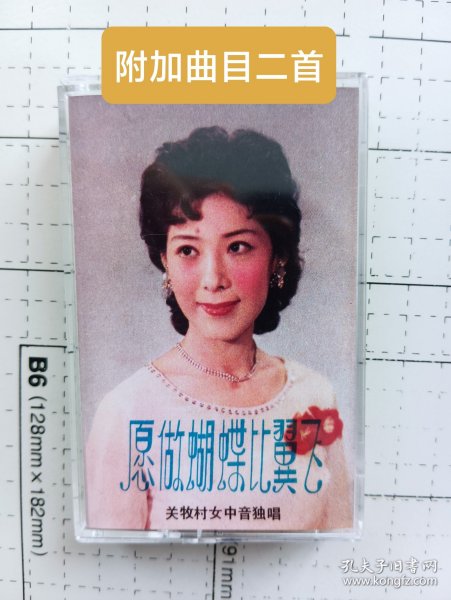 附加曲目二首
愿做蝴蝶比翼飞
关牧村女中音独唱
B6 (128mm×182mm)
91mm)
孔夫子旧书网
www.kongfz.com